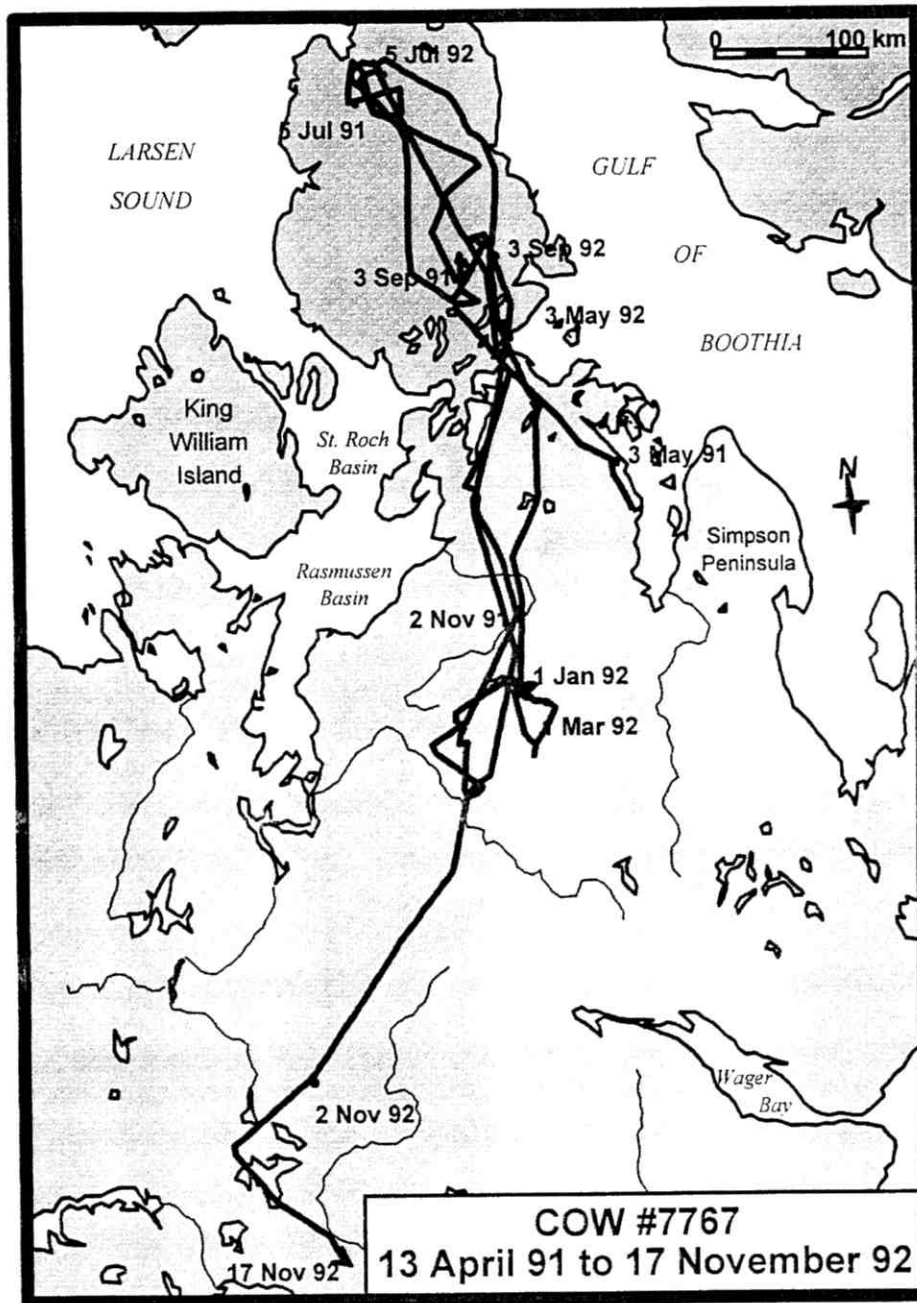 0 100 km
5 Jul 92
5 Jul 91
LARSEN
SOUND
GULF
OF
BOOTHIA
3 Sep 92
3 Sep 91
3 May 92
King
William
Island
St. Roch
Basin
3 May 91
N
Simpson
Peninsula
Rasmussen
Basin
2 Nov 91
1 Jan 92
Mar 92
Wager
Bay
2 Nov 92
17 Nov 92
COW #7767
13 April 91 to 17 November 92